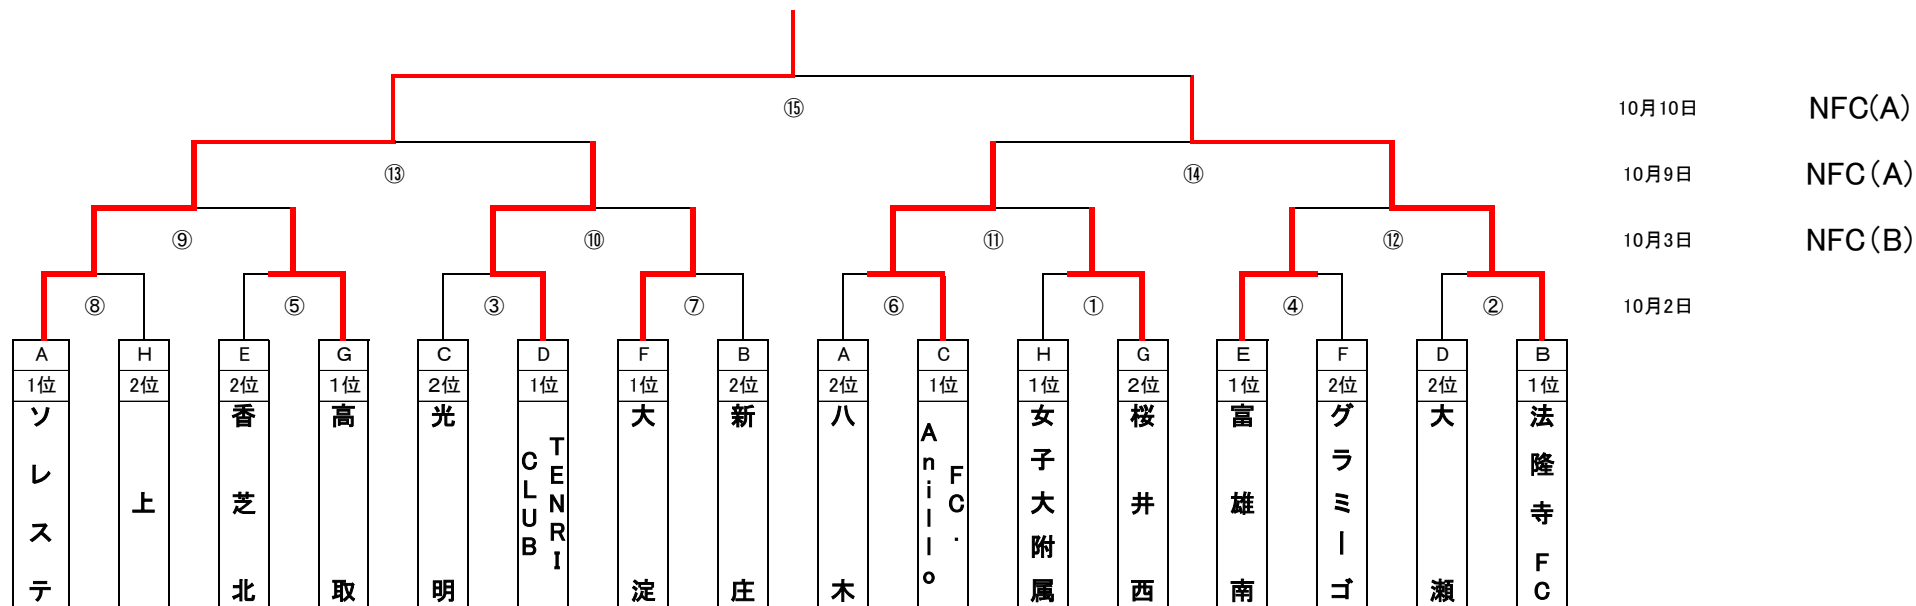 ⑮ 10月10日 NFC(A)
⑬ ⑭ 10月9日 NFC(A)
⑨ ⑩ ⑪ ⑫ 10月3日 NFC(B)
⑧ ⑤ ③ ⑦ ⑥ ① ④ ② 10月2日
A H E G C D F B A C H G E F D B
1位 2位 2位 1位 2位 1位 1位 2位 2位 1位 1位 2位 1位 2位 2位 1位
ソレステ
上
香芝北
高取
光明
TENRI
CLUB
大淀
新庄
八木
FC.
Anillo
女子大附属
桜井西
富雄南
グラミーゴ
大瀬
法隆寺FC